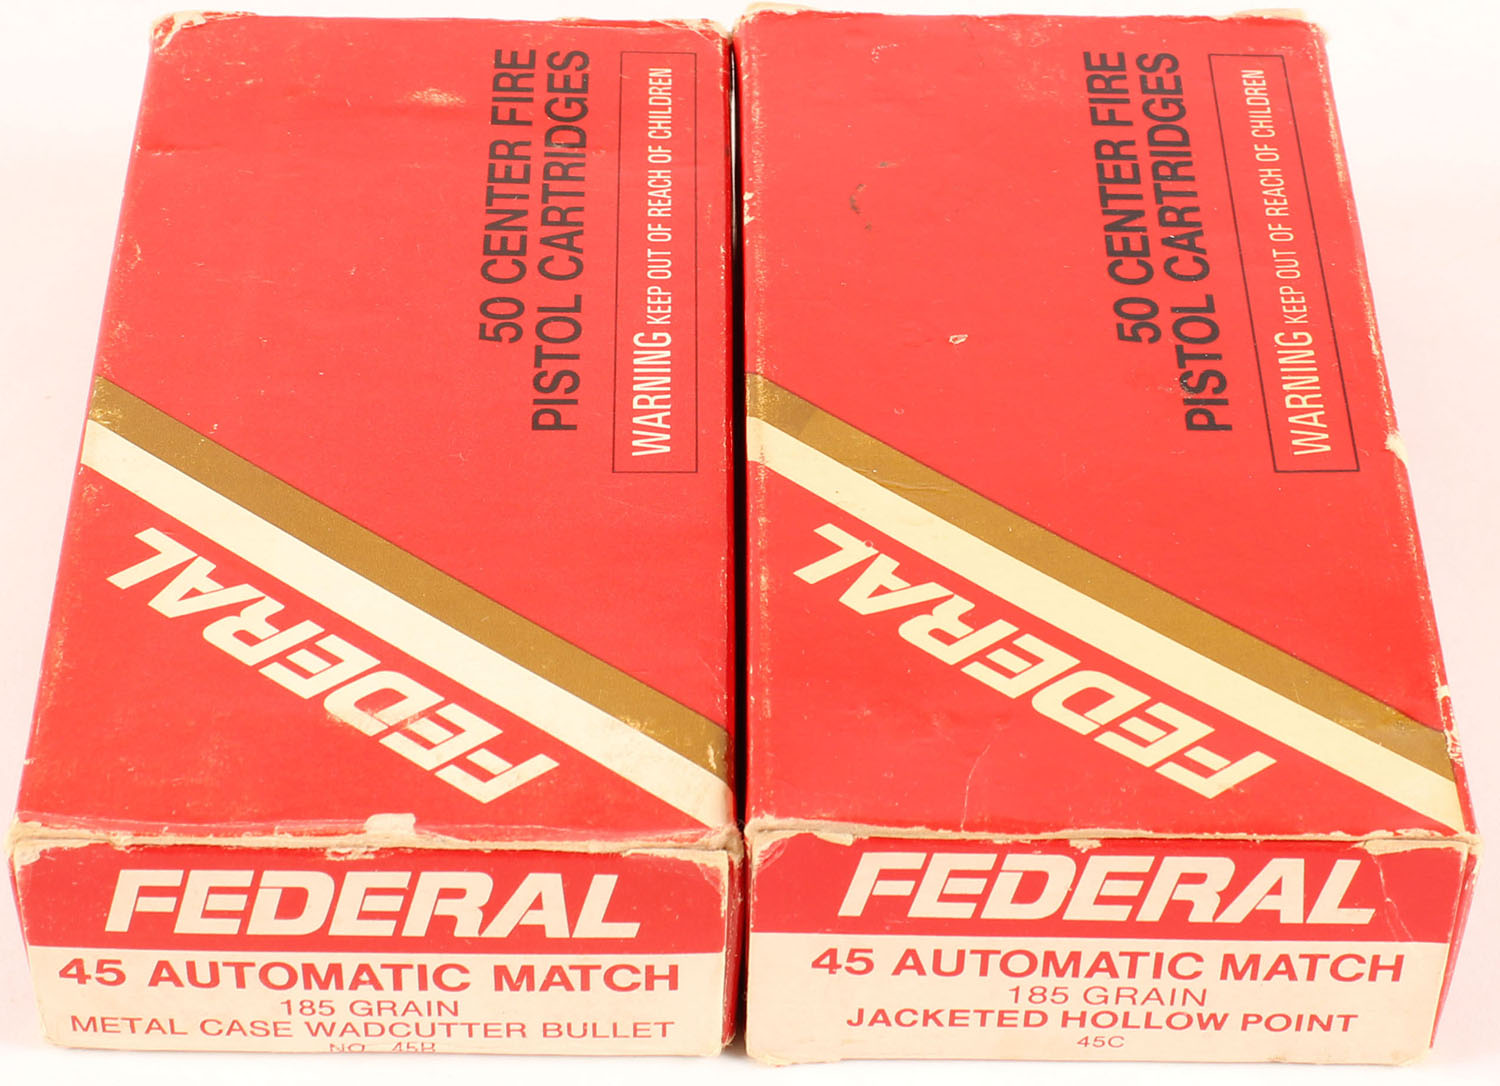 50 CENTER FIRE
PISTOL CARTRIDGES
WARNING KEEP OUT OF REACH OF CHILDREN
FEDERAL
FEDERAL
45 AUTOMATIC MATCH
185 GRAIN
METAL CASE WADCUTTER BULLET
NO. 45B
50 CENTER FIRE
PISTOL CARTRIDGES
WARNING KEEP OUT OF REACH OF CHILDREN
FEDERAL
FEDERAL
45 AUTOMATIC MATCH
185 GRAIN
JACKETED HOLLOW POINT
45C